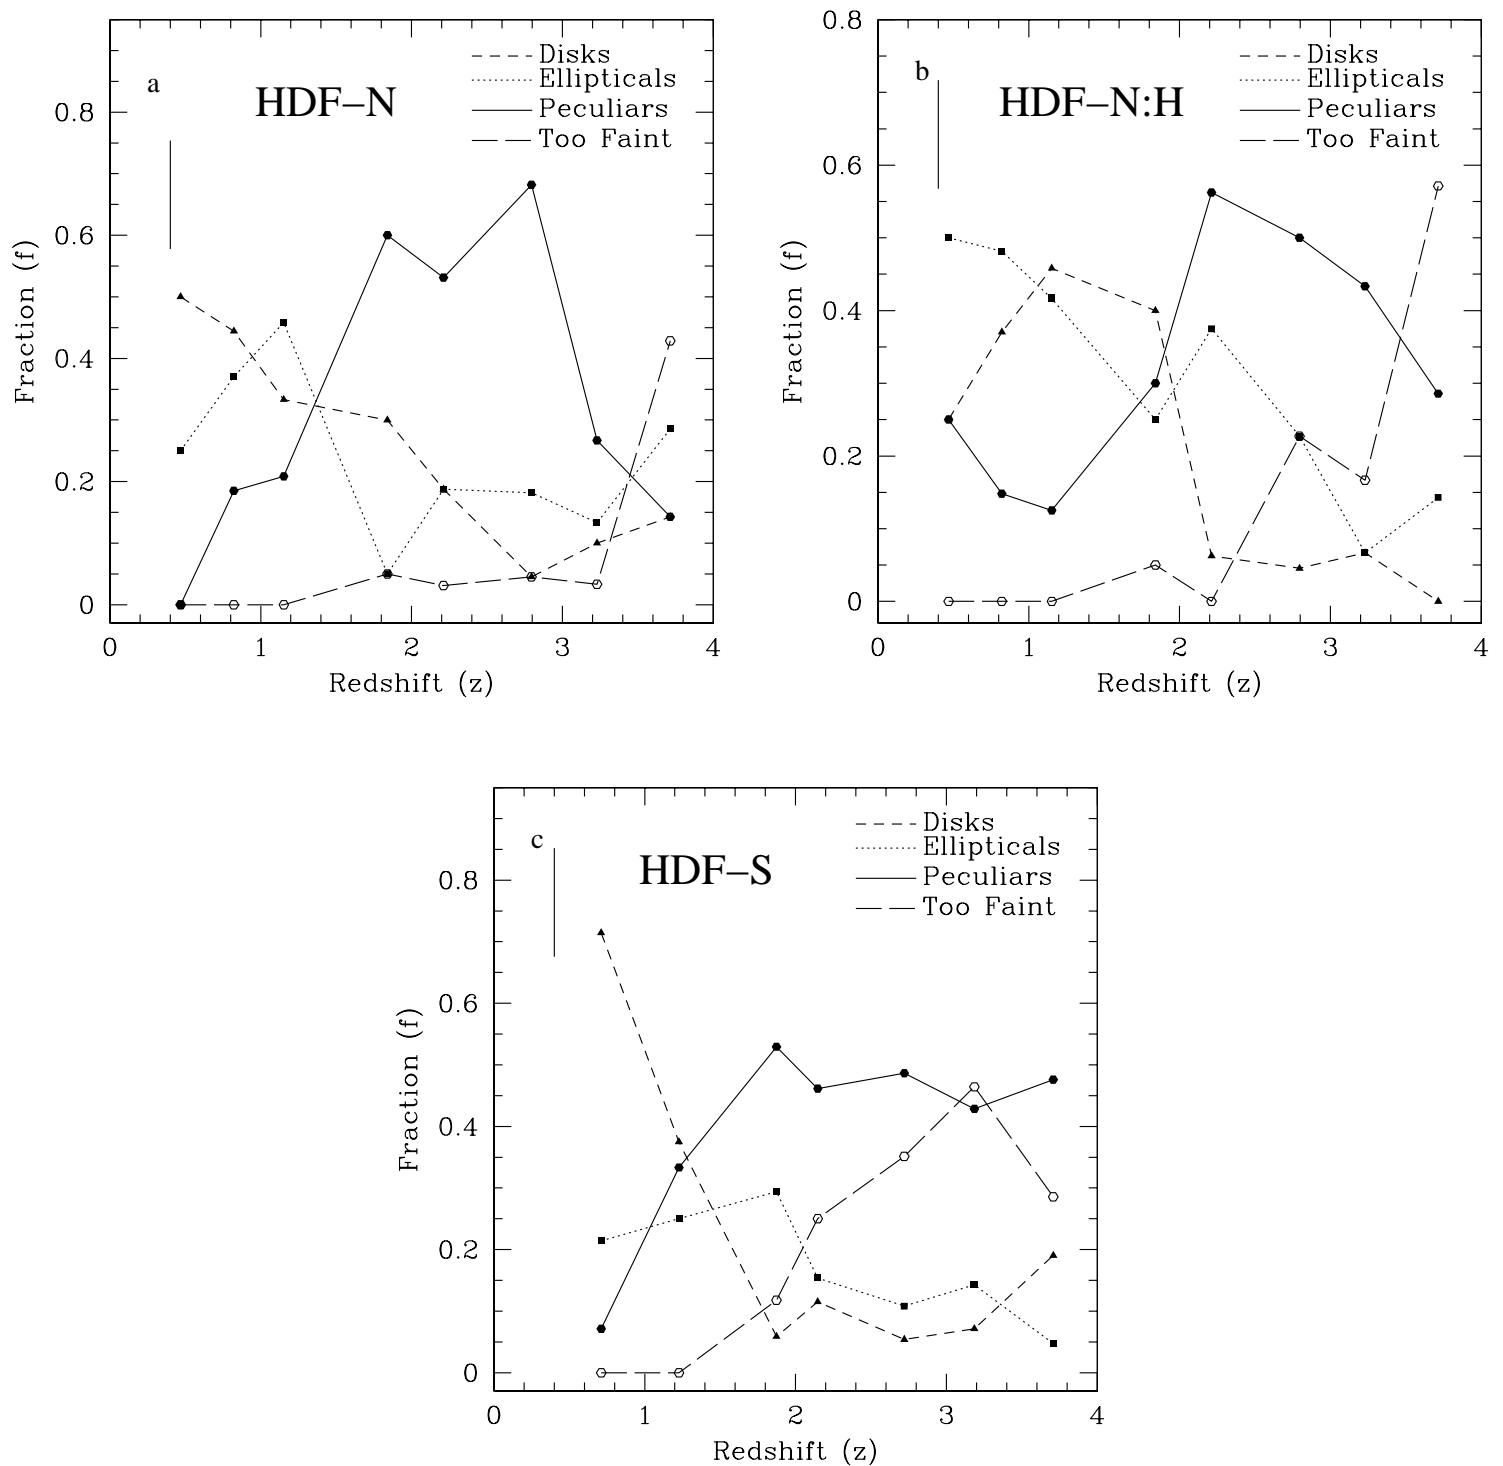 a
HDF–N
Disks
Ellipticals
Peculiars
Too Faint
0.8
0.6
0.4
0.2
0
Fraction (f)
0 1 2 3 4
Redshift (z)
b
HDF–N:H
Disks
Ellipticals
Peculiars
Too Faint
0.8
0.6
0.4
0.2
0
Fraction (f)
0 1 2 3 4
Redshift (z)
c
HDF–S
Disks
Ellipticals
Peculiars
Too Faint
0.8
0.6
0.4
0.2
0
Fraction (f)
0 1 2 3 4
Redshift (z)